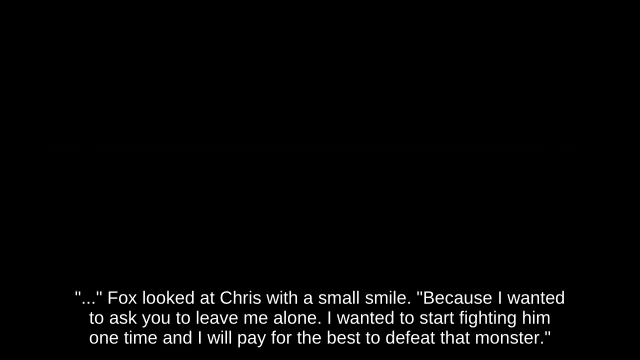 "..." Fox looked at Chris with a small smile. "Because I wanted
to ask you to leave me alone. I wanted to start fighting him
one time and I will pay for the best to defeat that monster."